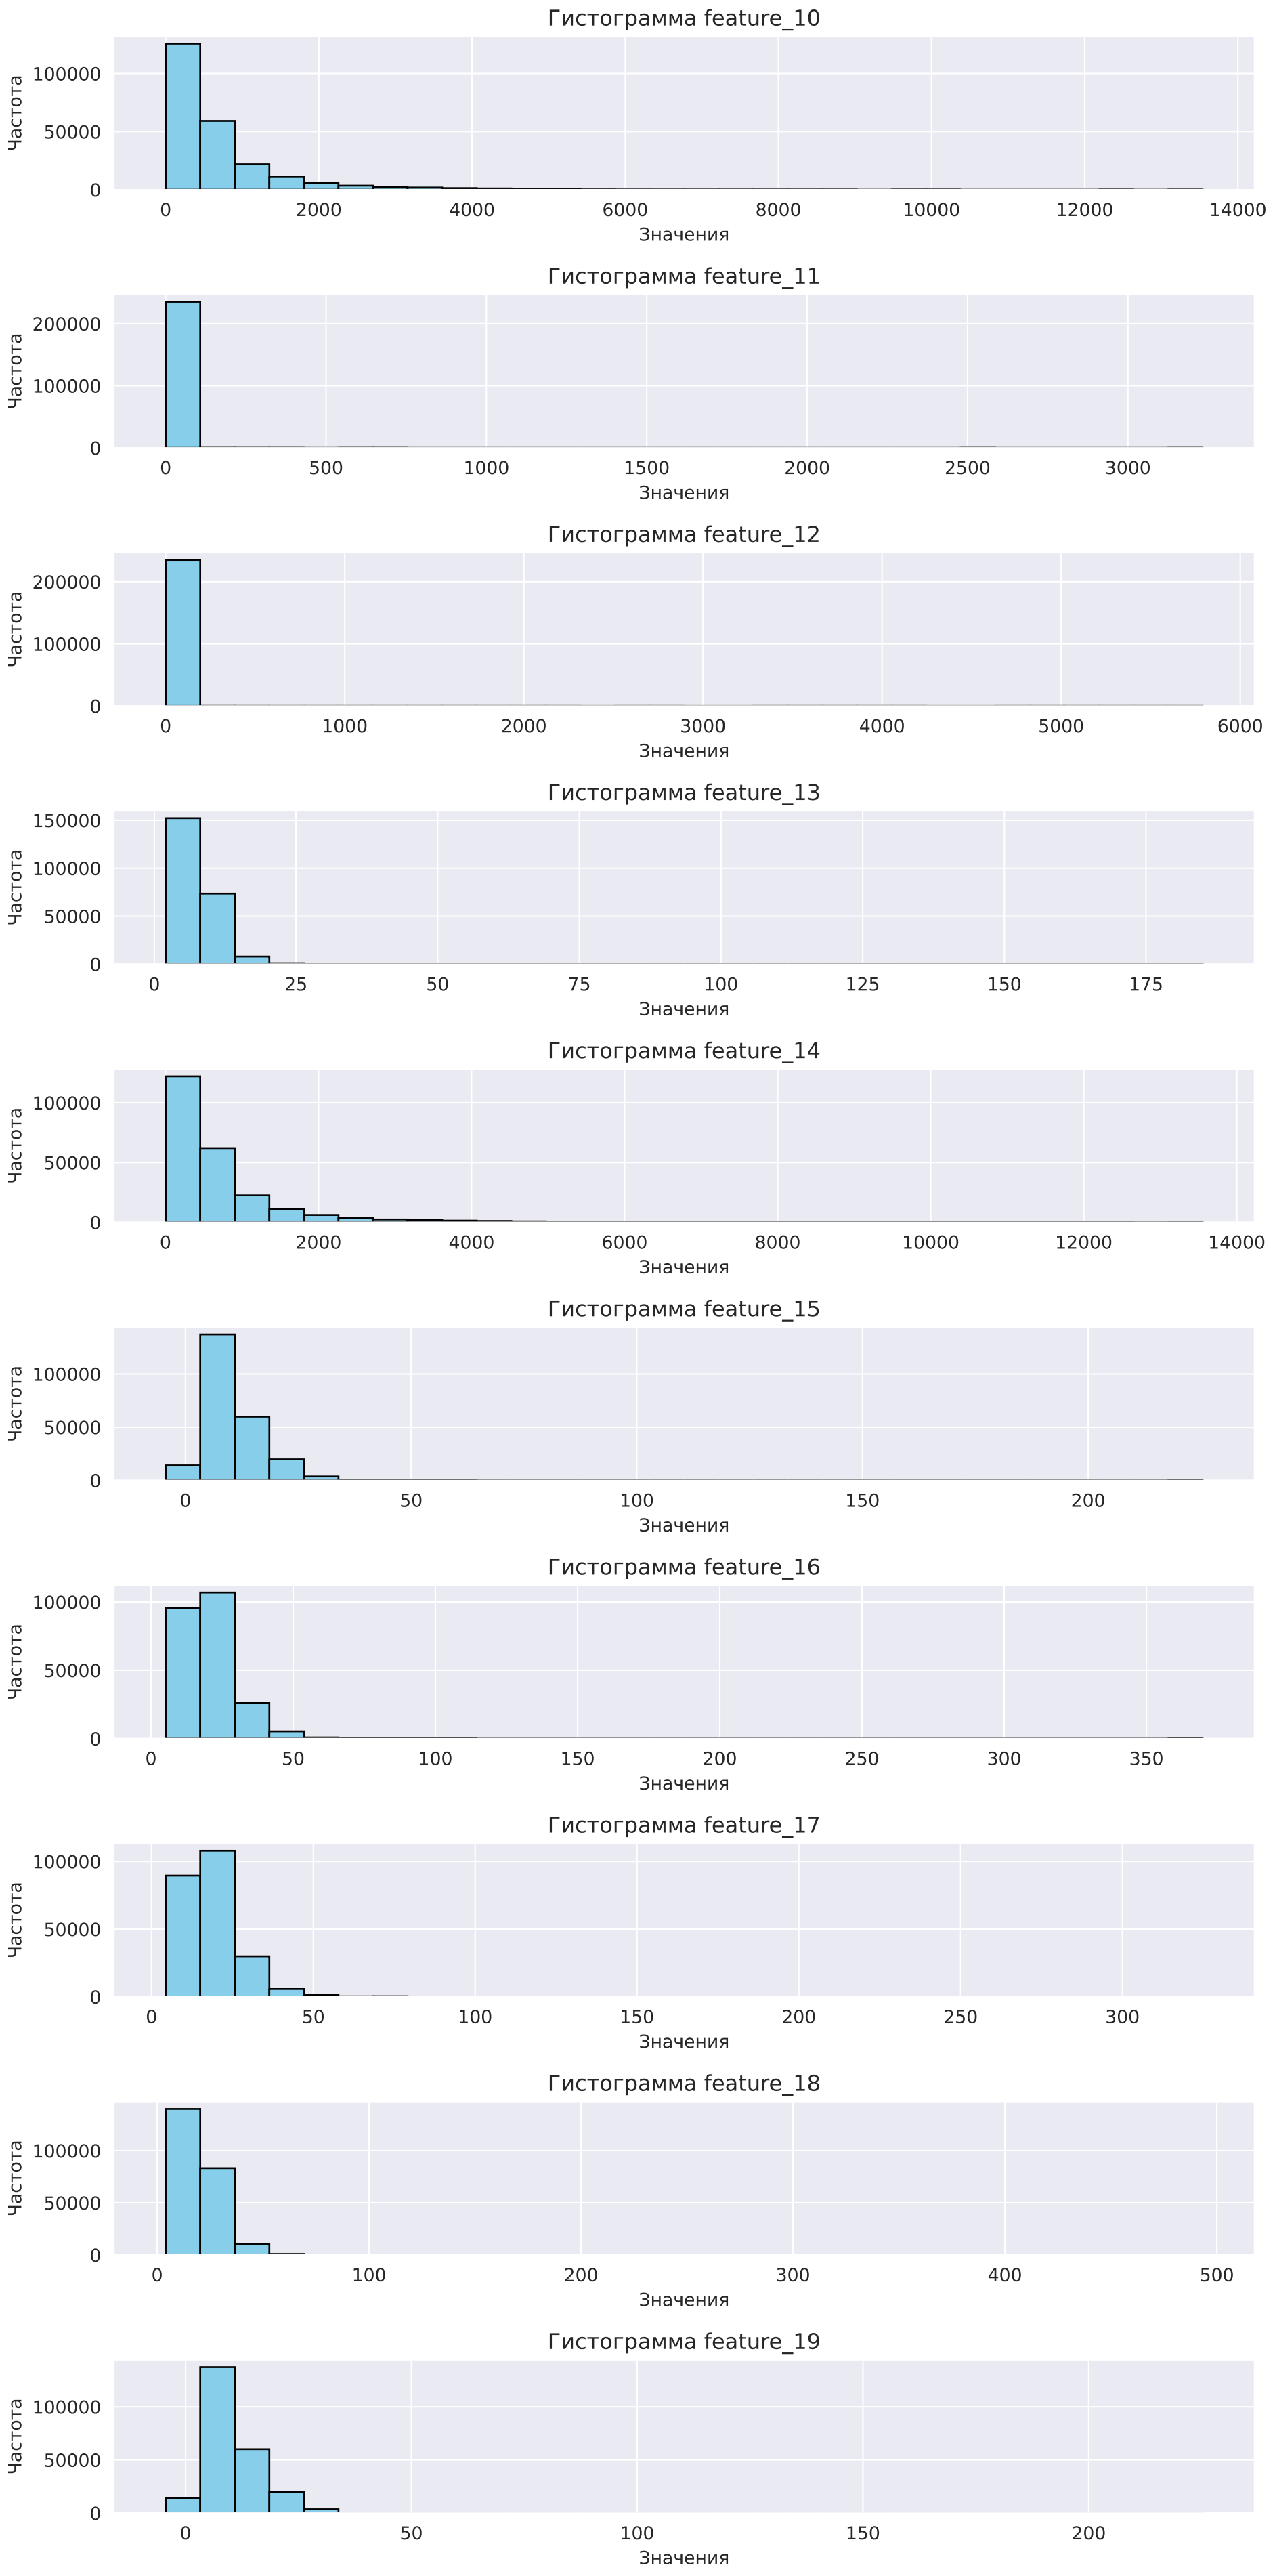 Гистограмма feature_10
Частота
100000
50000
0
0 2000 4000 6000 8000 10000 12000 14000
Значения
Гистограмма feature_11
Частота
200000
100000
0
0 500 1000 1500 2000 2500 3000
Значения
Гистограмма feature_12
Частота
200000
100000
0
0 1000 2000 3000 4000 5000 6000
Значения
Гистограмма feature_13
Частота
150000
100000
50000
0
0 25 50 75 100 125 150 175
Значения
Гистограмма feature_14
Частота
100000
50000
0
0 2000 4000 6000 8000 10000 12000 14000
Значения
Гистограмма feature_15
Частота
100000
50000
0
0 50 100 150 200
Значения
Гистограмма feature_16
Частота
100000
50000
0
0 50 100 150 200 250 300 350
Значения
Гистограмма feature_17
Частота
100000
50000
0
0 50 100 150 200 250 300
Значения
Гистограмма feature_18
Частота
100000
50000
0
0 100 200 300 400 500
Значения
Гистограмма feature_19
Частота
100000
50000
0
0 50 100 150 200
Значения